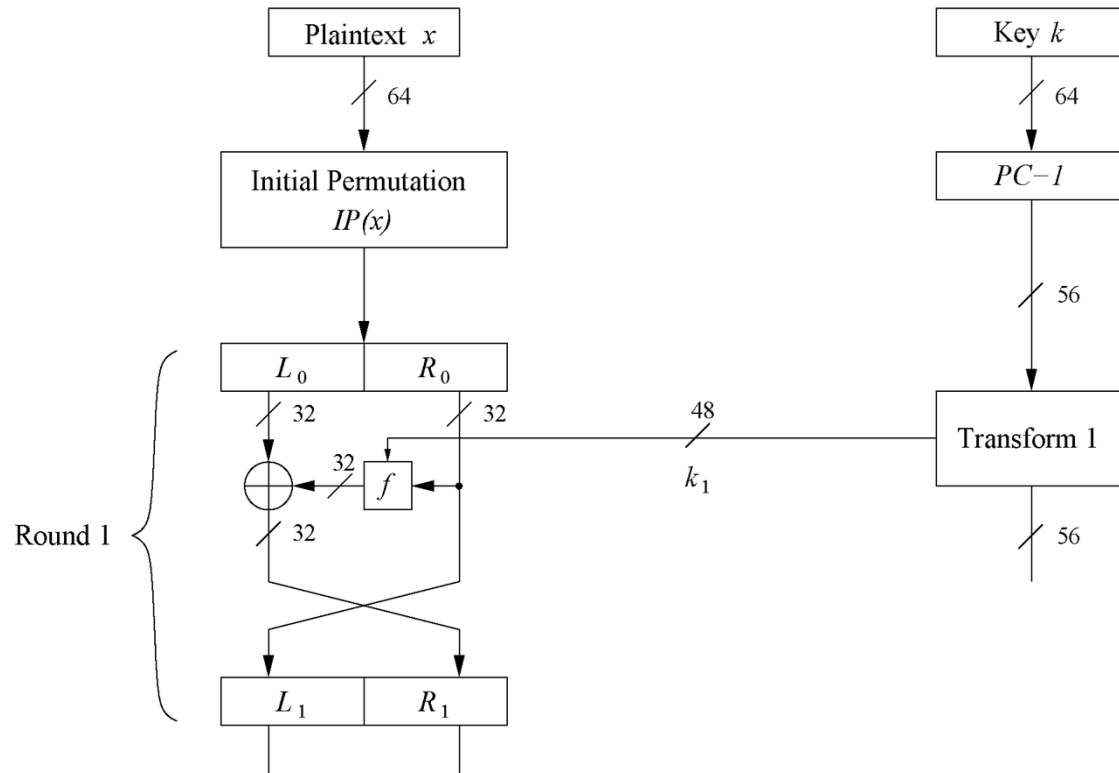 Plaintext x
Key k
64
64
Initial Permutation
IP(x)
PC−1
56
L0 R0
32
32
48
Transform 1
32
f
k1
32
56
Round 1
L1 R1